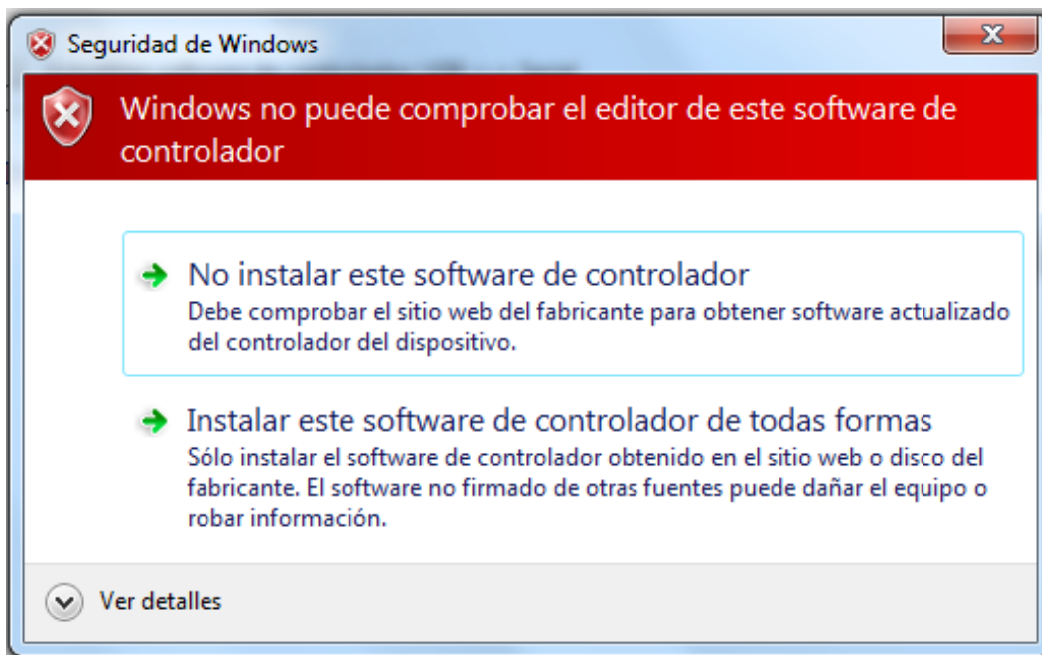 Seguridad de Windows
Windows no puede comprobar el editor de este software de
controlador
No instalar este software de controlador
Debe comprobar el sitio web del fabricante para obtener software actualizado
del controlador del dispositivo.
Instalar este software de controlador de todas formas
Sólo instalar el software de controlador obtenido en el sitio web o disco del
fabricante. El software no firmado de otras fuentes puede dañar el equipo o
robar información.
Ver detalles